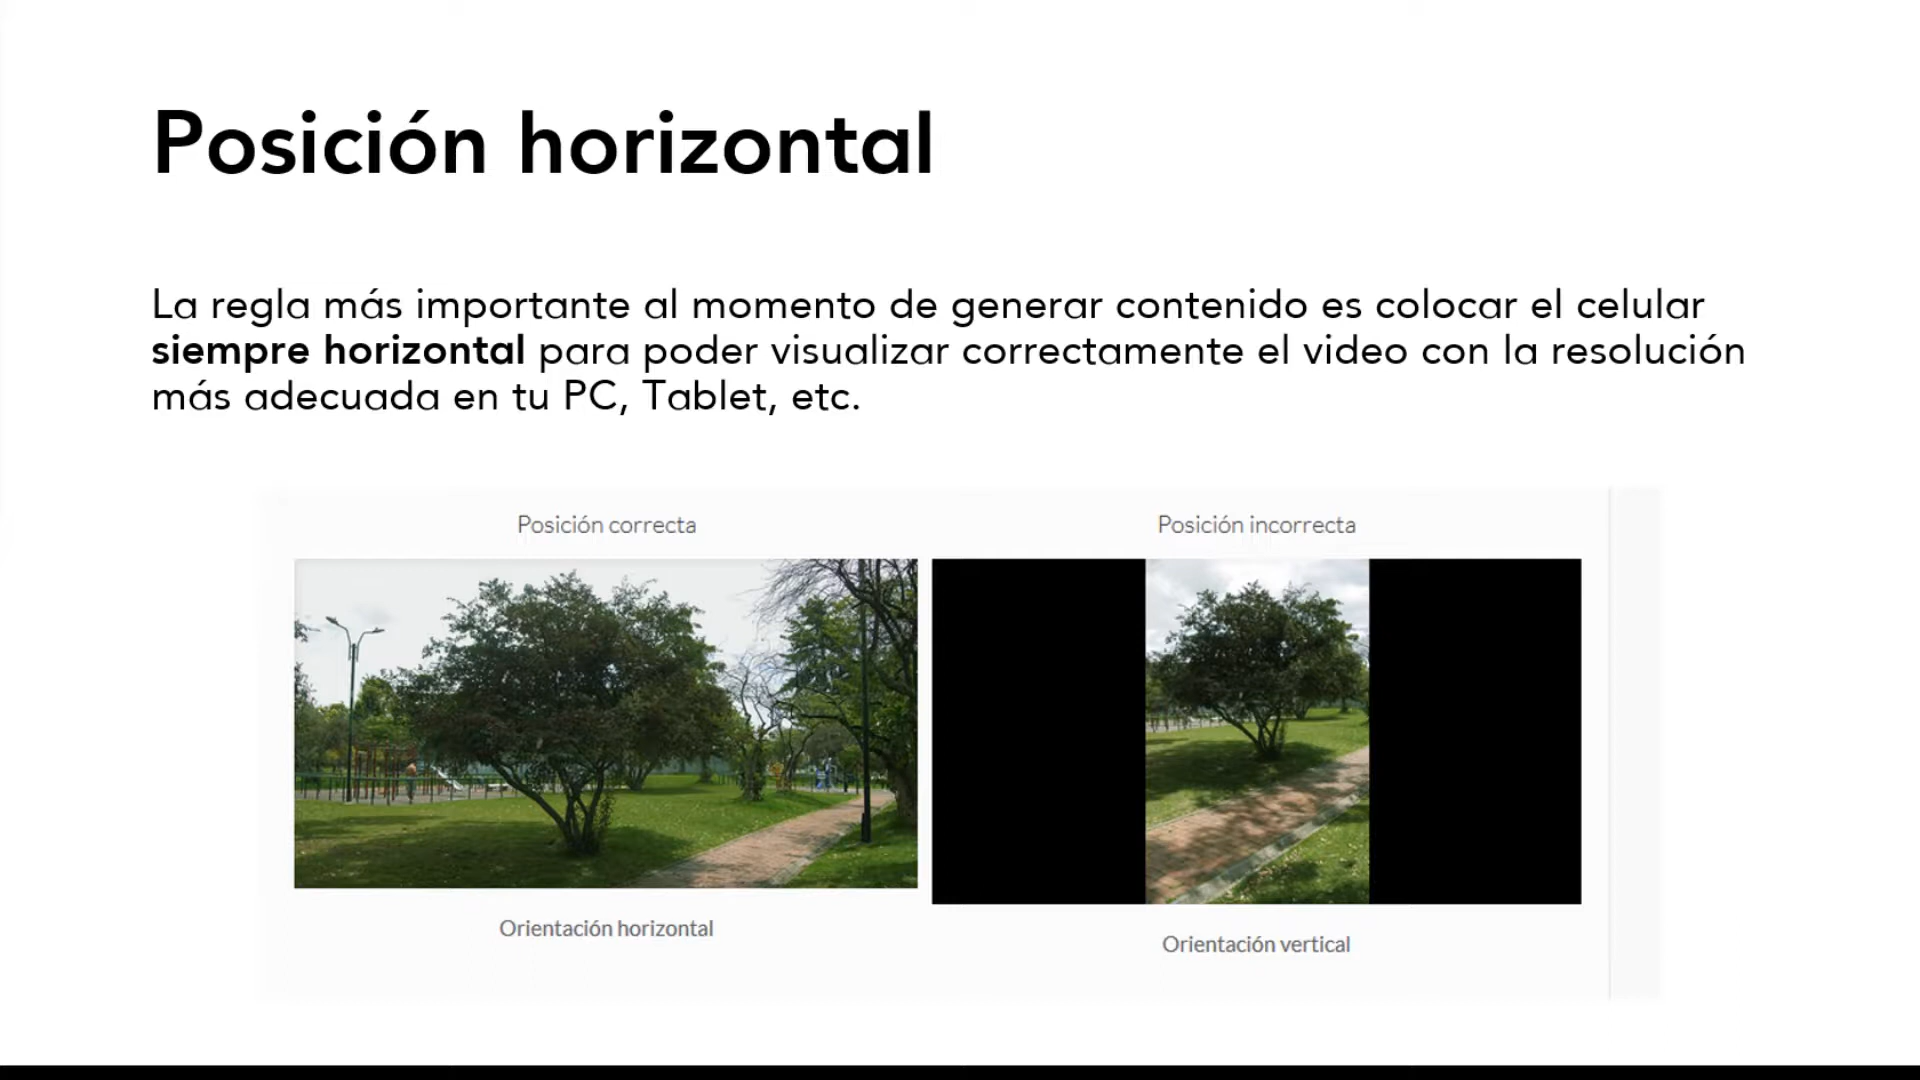 Posición horizontal
La regla más importante al momento de generar contenido es colocar el celular
siempre horizontal para poder visualizar correctamente el video con la resolución
más adecuada en tu PC, Tablet, etc.
Posición correcta
Posición incorrecta
Orientación horizontal
Orientación vertical